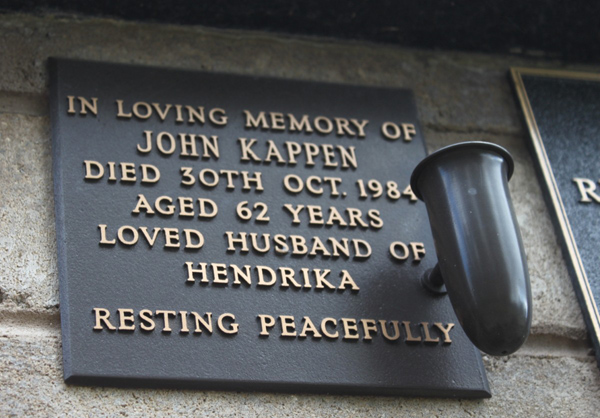 IN LOVING MEMORY OF
JOHN KAPPEN
DIED 30TH OCT. 1984
AGED 62 YEARS
LOVED HUSBAND OF
HENDRIKA
RESTING PEACEFULLY
R